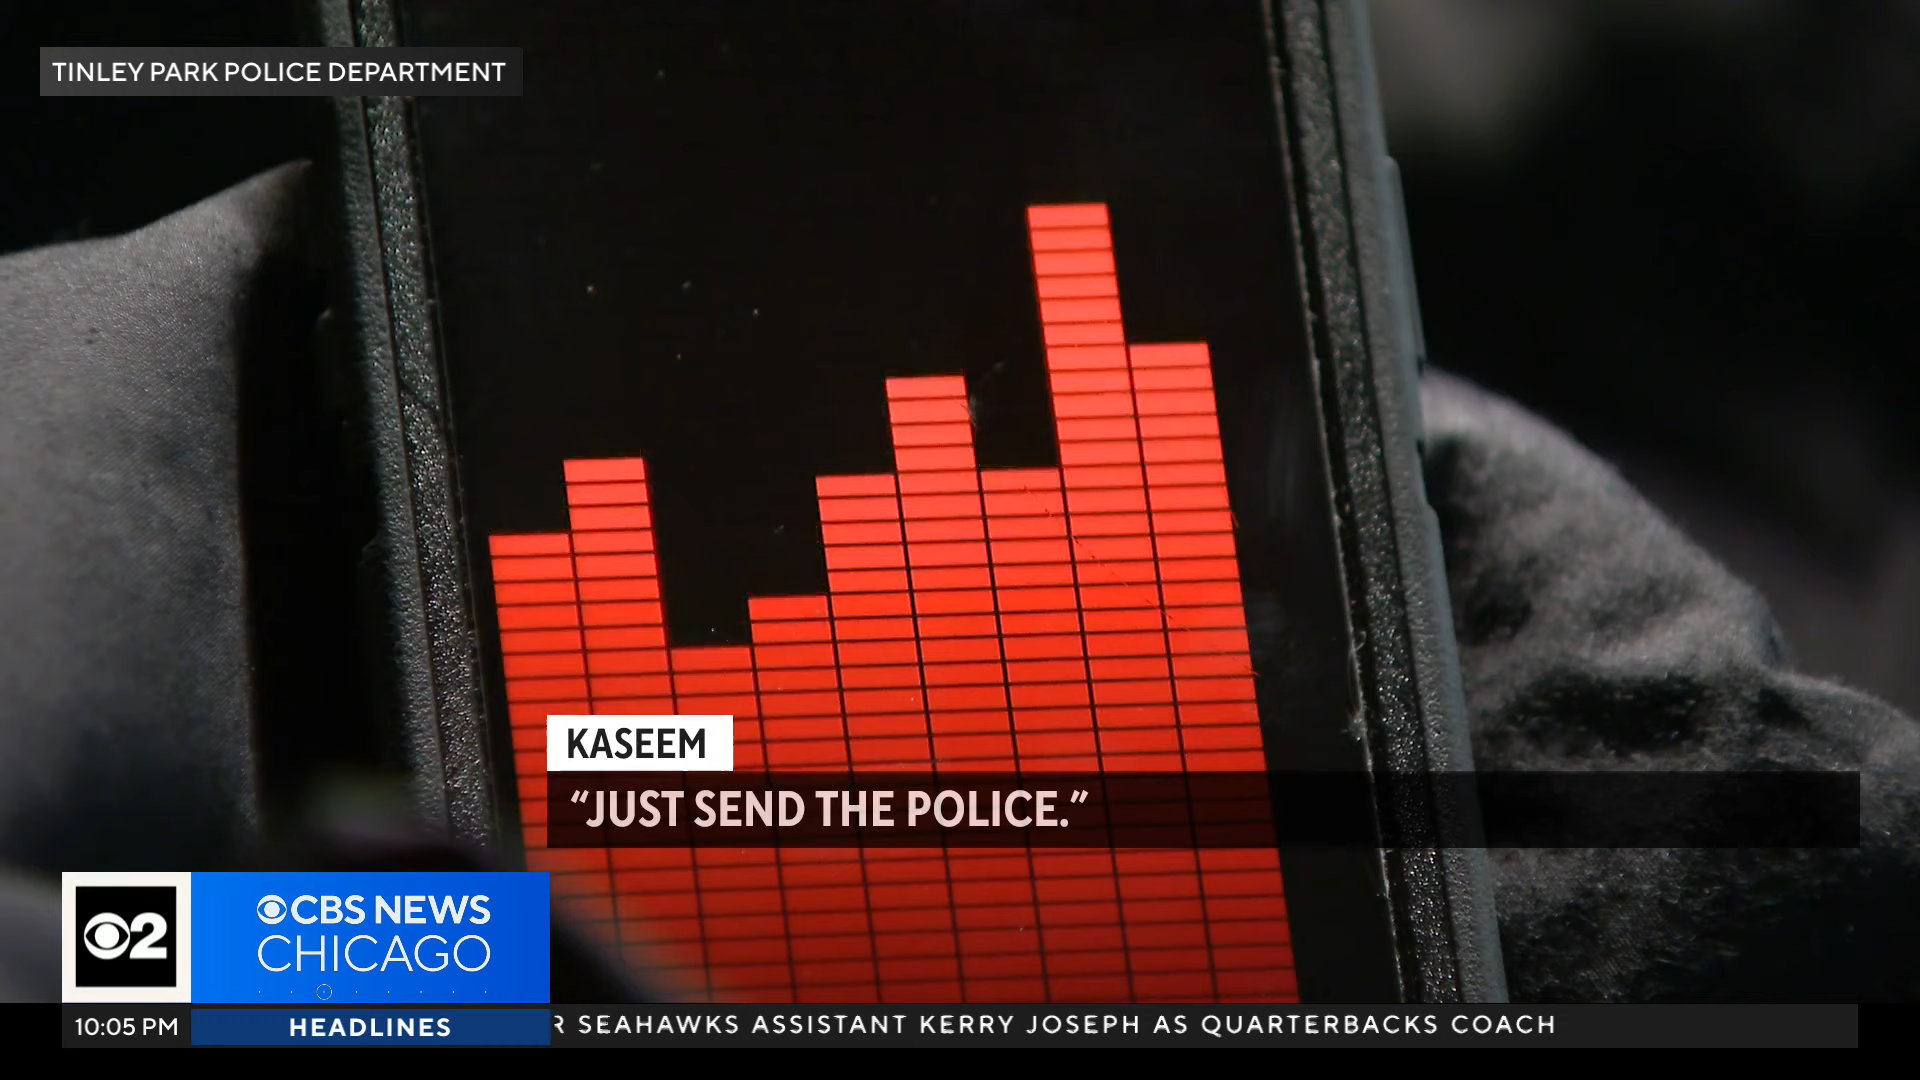 TINLEY PARK POLICE DEPARTMENT
KASEEM
“JUST SEND THE POLICE.”
2
CBS NEWS
CHICAGO
10:05 PM
HEADLINES
R SEAHAWKS ASSISTANT KERRY JOSEPH AS QUARTERBACKS COACH